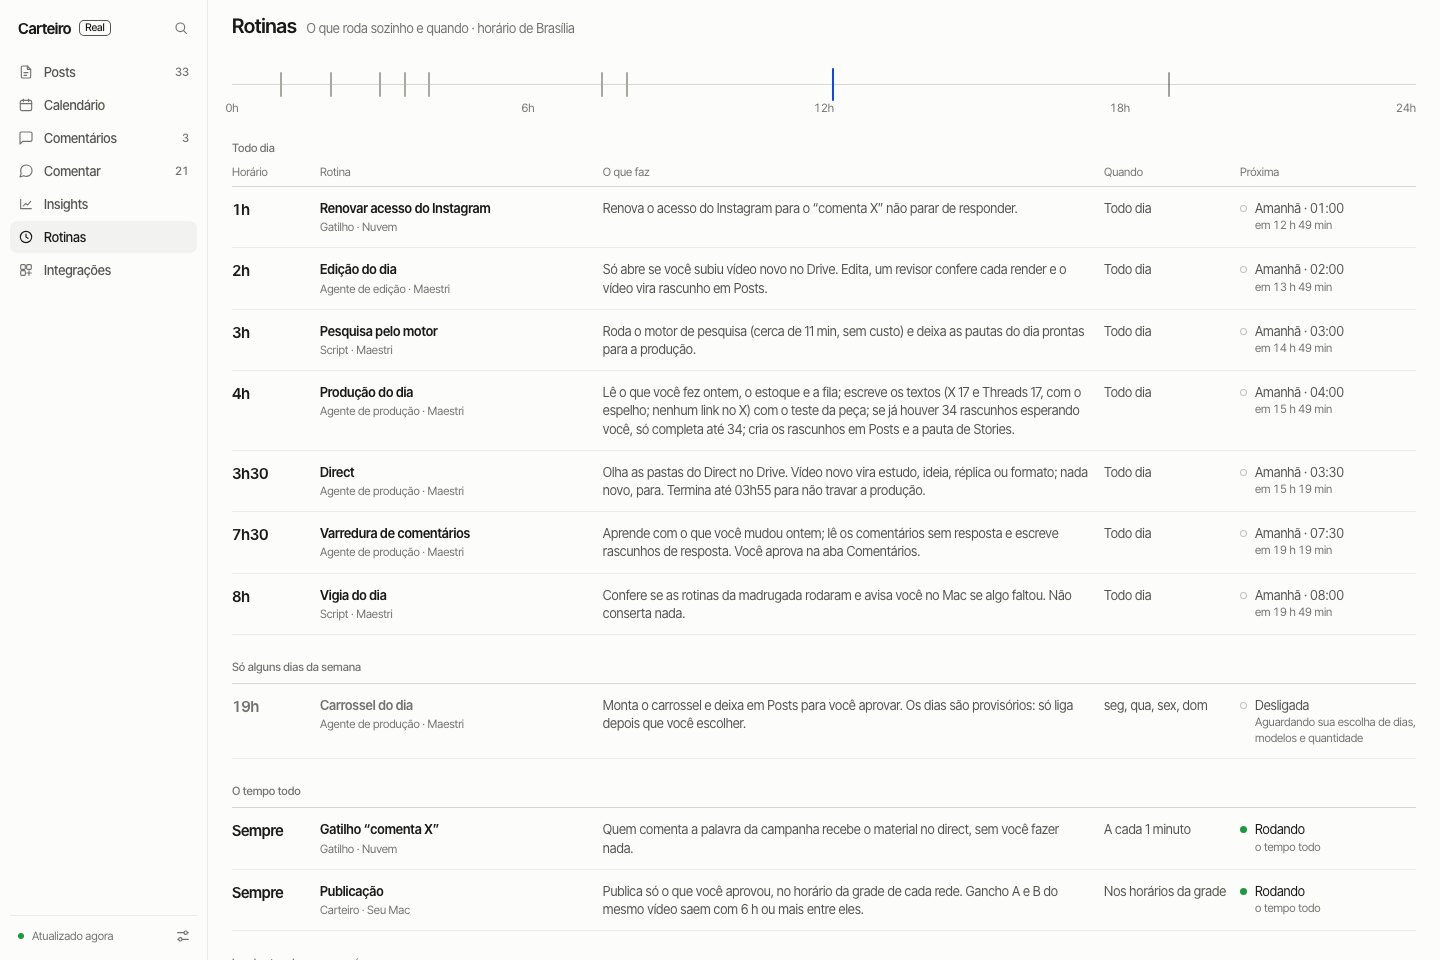 Carteiro Real
Posts 33
Calendário
Comentários 3
Comentar 21
Insights
Rotinas
Integrações
Atualizado agora
Rotinas O que roda sozinho e quando · horário de Brasília
0h 6h 12h 18h 24h
Todo dia
Horário Rotina O que faz Quando Próxima
1h Renovar acesso do Instagram Renova o acesso do Instagram para o “comenta X” não parar de responder. Todo dia Amanhã · 01:00
Gatilho · Nuvem em 12 h 49 min
2h Edição do dia Só abre se você subiu vídeo novo no Drive. Edita, um revisor confere cada render e o Todo dia Amanhã · 02:00
Agente de edição · Maestri vídeo vira rascunho em Posts. em 13 h 49 min
3h Pesquisa pelo motor Roda o motor de pesquisa (cerca de 11 min, sem custo) e deixa as pautas do dia prontas Todo dia Amanhã · 03:00
Script · Maestri para a produção. em 14 h 49 min
4h Produção do dia Lê o que você fez ontem, o estoque e a fila; escreve os textos (X 17 e Threads 17, com o Todo dia Amanhã · 04:00
Agente de produção · Maestri espelho; nenhum link no X) com o teste da peça; se já houver 34 rascunhos esperando em 15 h 49 min
você, só completa até 34; cria os rascunhos em Posts e a pauta de Stories.
3h30 Direct Olha as pastas do Direct no Drive. Vídeo novo vira estudo, ideia, réplica ou formato; nada Todo dia Amanhã · 03:30
Agente de produção · Maestri novo, para. Termina até 03h55 para não travar a produção. em 15 h 19 min
7h30 Varredura de comentários Aprende com o que você mudou ontem; lê os comentários sem resposta e escreve Todo dia Amanhã · 07:30
Agente de produção · Maestri rascunhos de resposta. Você aprova na aba Comentários. em 19 h 19 min
8h Vigia do dia Confere se as rotinas da madrugada rodaram e avisa você no Mac se algo faltou. Não Todo dia Amanhã · 08:00
Script · Maestri conserta nada. em 19 h 49 min
Só alguns dias da semana
19h Carrossel do dia Monta o carrossel e deixa em Posts para você aprovar. Os dias são provisórios: só liga seg, qua, sex, dom Desligada
Agente de produção · Maestri depois que você escolher. Aguardando sua escolha de dias,
modelos e quantidade
O tempo todo
Sempre Gatilho “comenta X” Quem comenta a palavra da campanha recebe o material no direct, sem você fazer A cada 1 minuto Rodando
Gatilho · Nuvem nada. o tempo todo
Sempre Publicação Publica só o que você aprovou, no horário da grade de cada rede. Gancho A e B do Nos horários da grade Rodando
Carteiro · Seu Mac mesmo vídeo saem com 6 h ou mais entre eles. o tempo todo